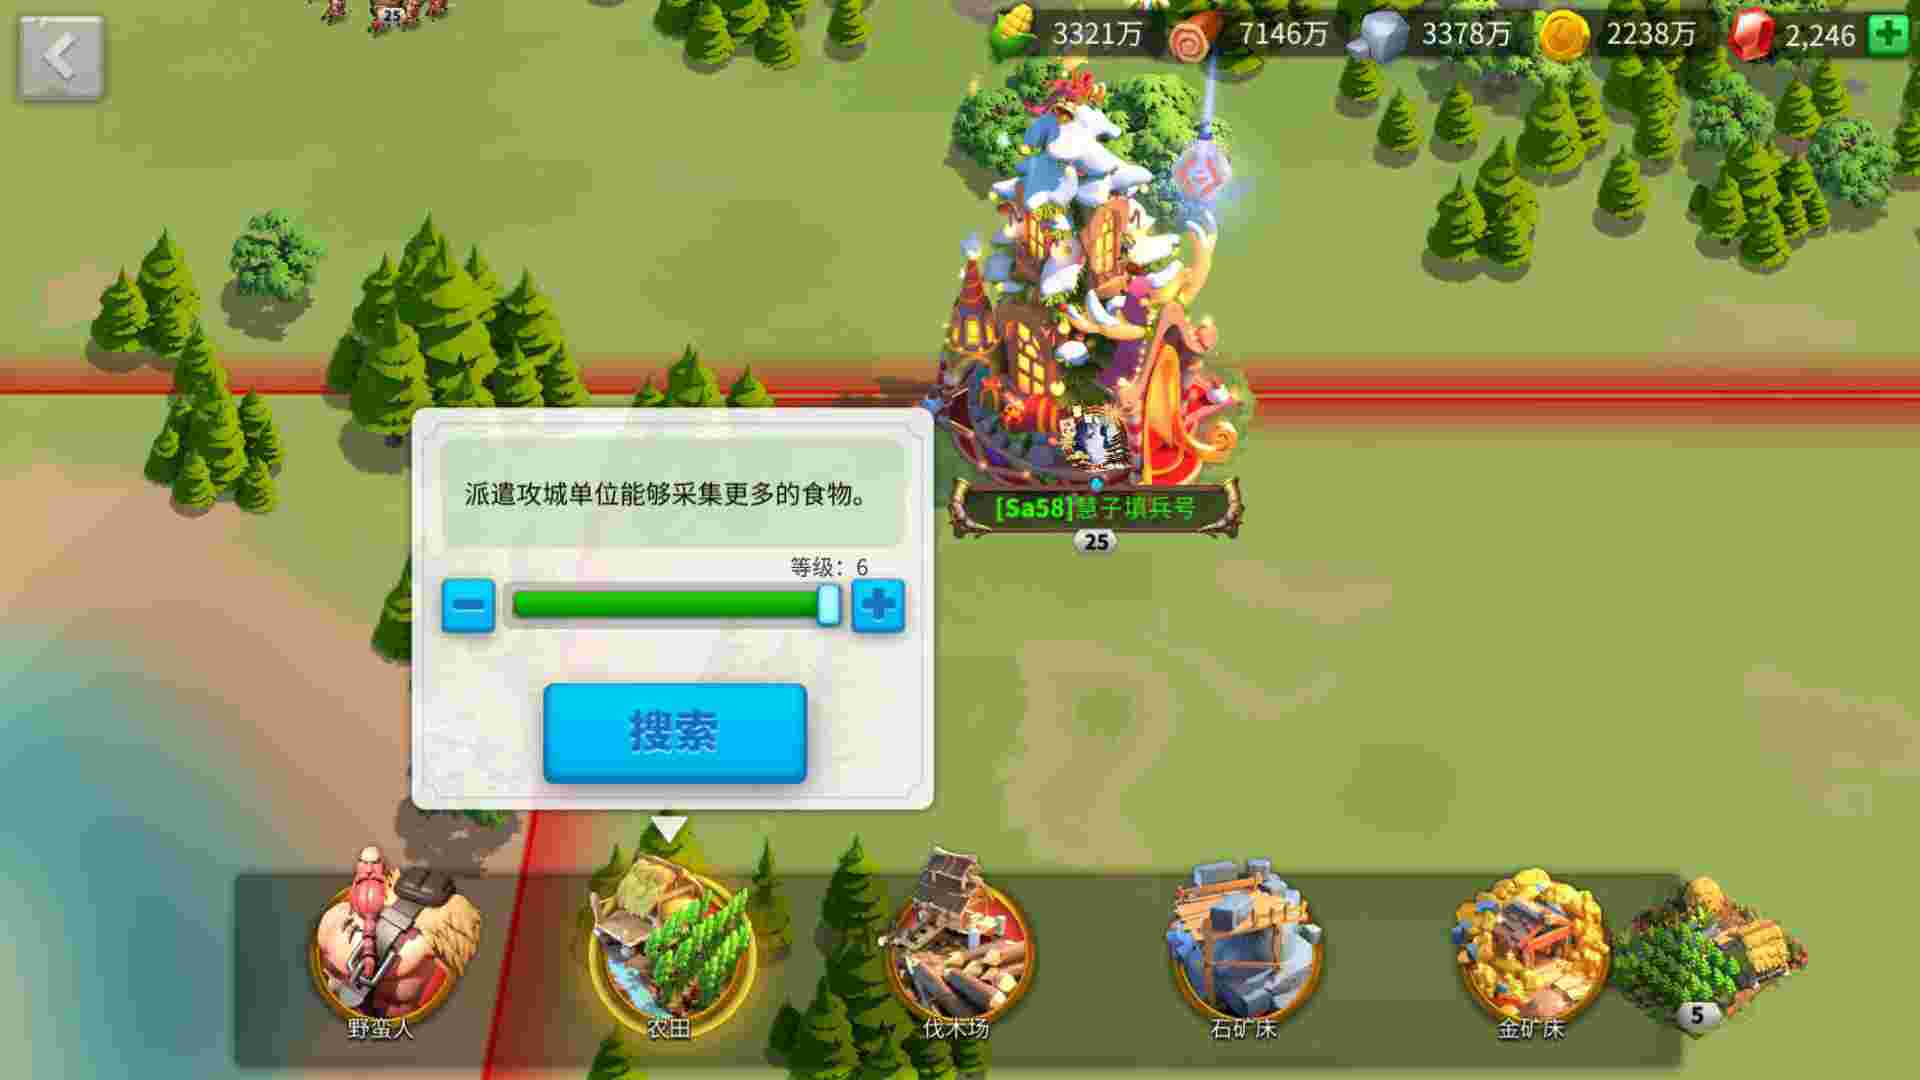 25
3321万
7146万
3378万
2238万
2,246
派遣攻城单位能够采集更多的食物。
[Sa58]慧子填兵号
25
等级：6
搜索
野蛮人
农田
伐木场
石矿床
金矿床
5